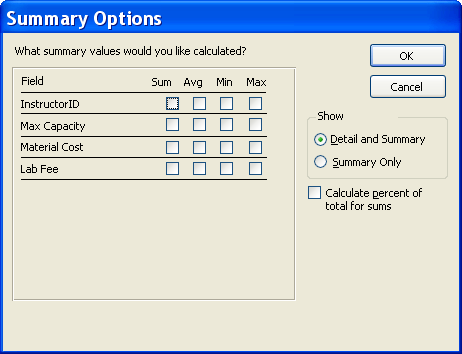 Summary Options
What summary values would you like calculated?
Field Sum Avg Min Max
InstructorID
Max Capacity
Material Cost
Lab Fee
OK
Cancel
Show
Detail and Summary
Summary Only
Calculate percent of
total for sums